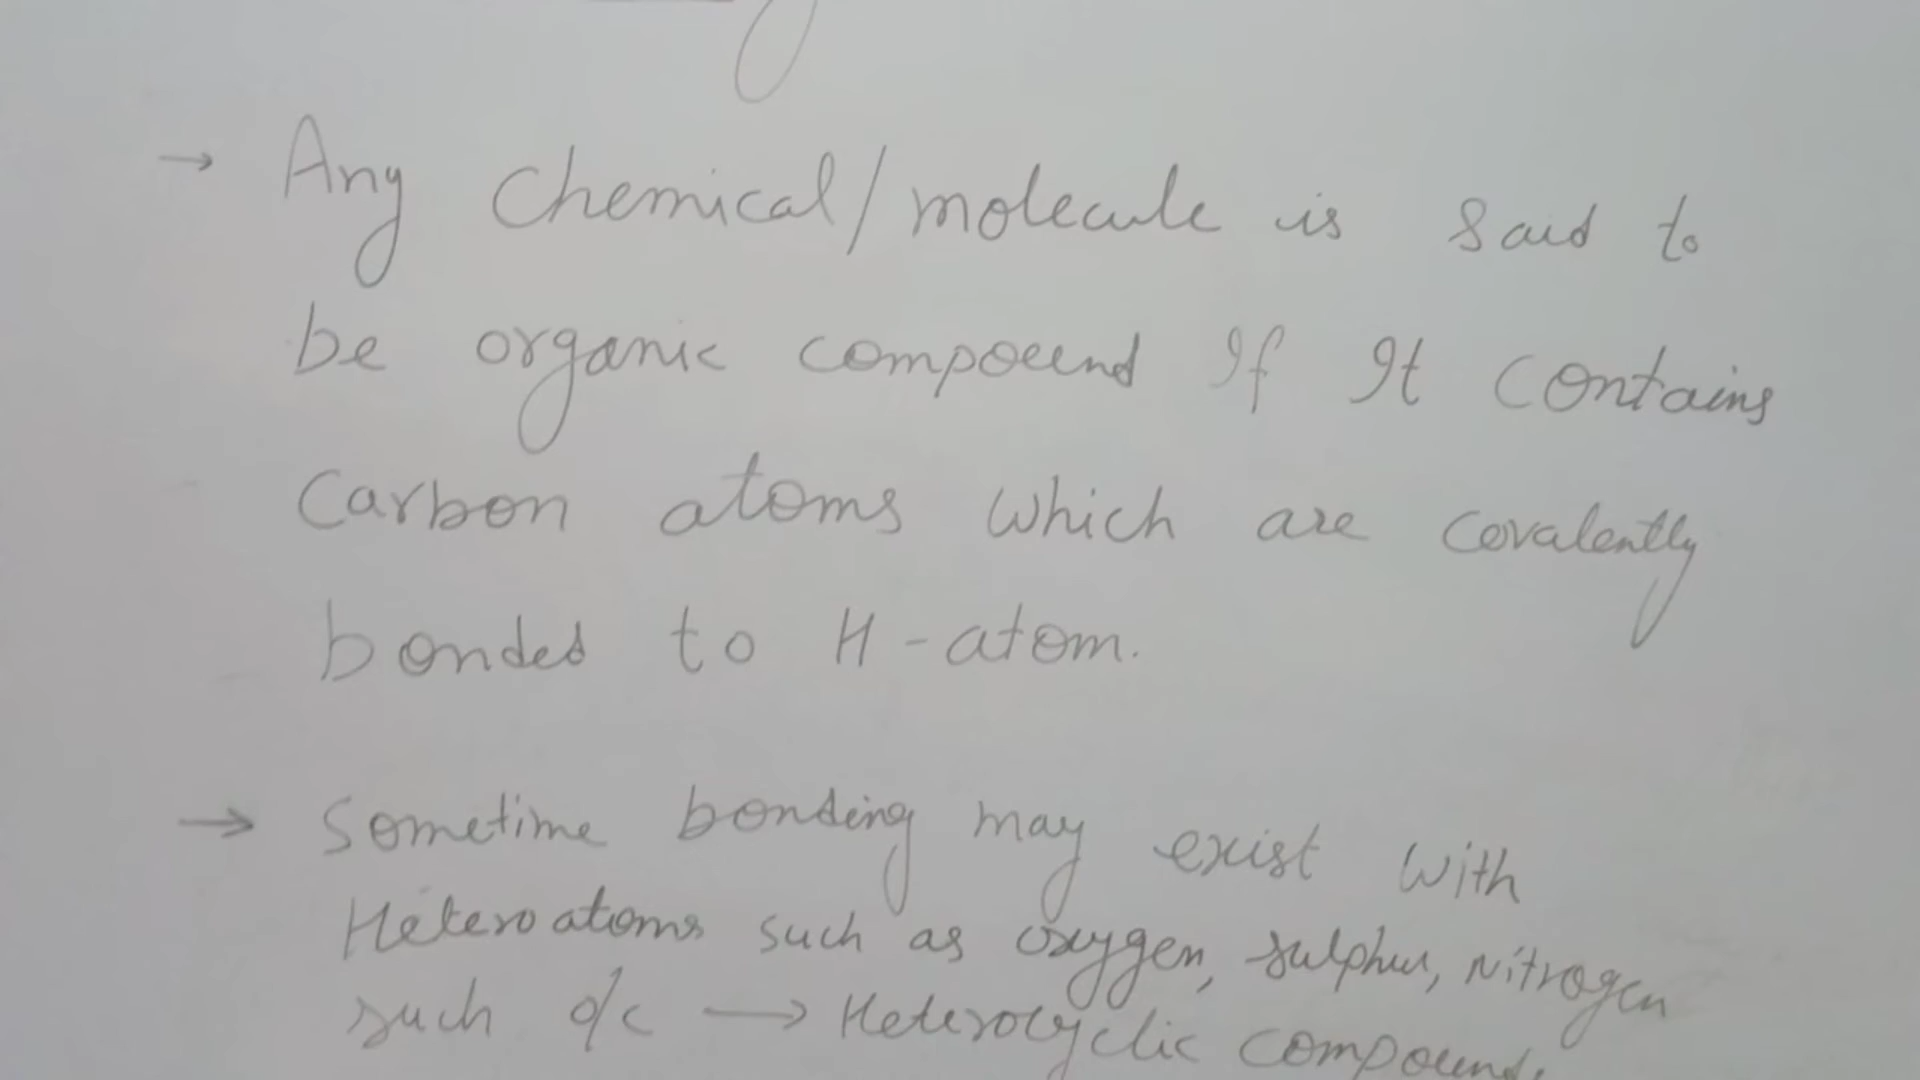 → Any Chemical/molecule is said to
be organic compound If It Contains
Carbon atoms which are covalently
bonded to H-atom.
→ Sometime bonding may exist with
Heteroatoms such as oxygen, sulphur, Nitrogen
such o/c → Heterocyclic compounds